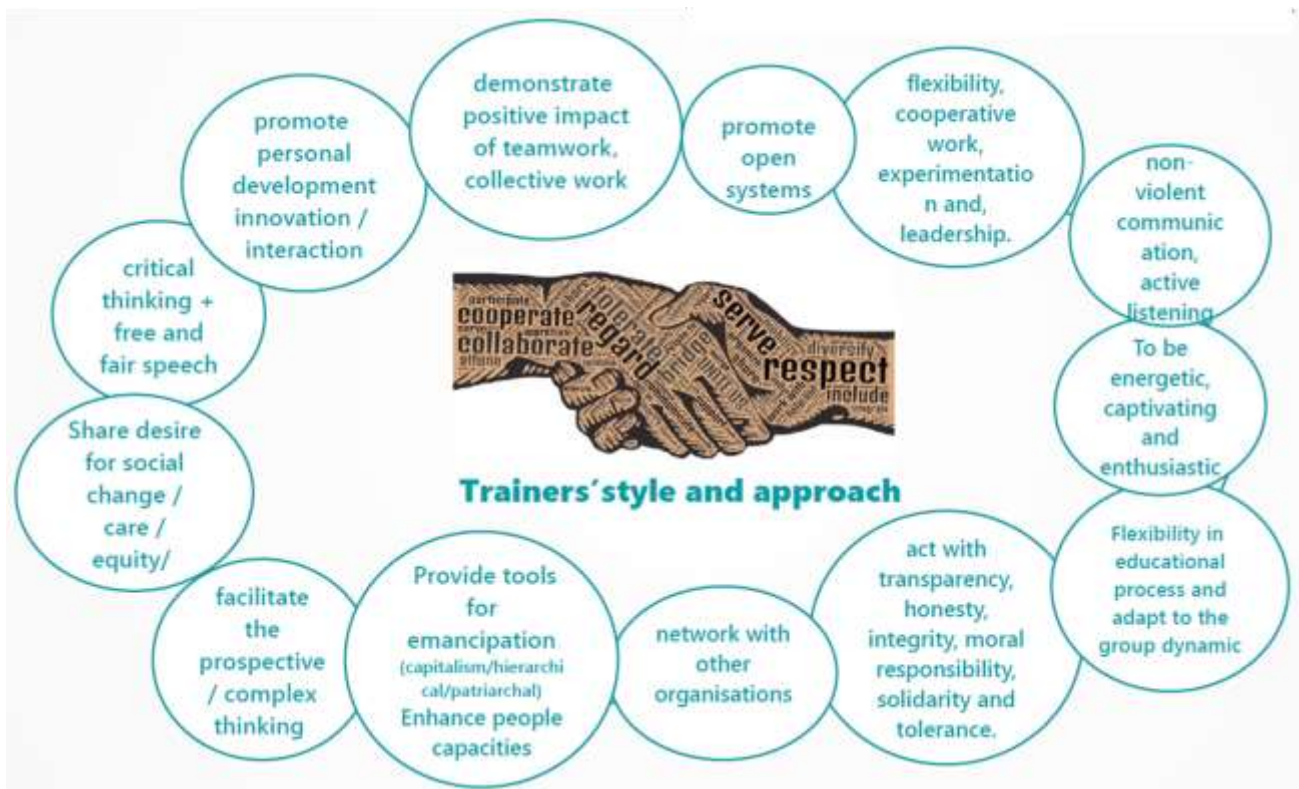 demonstrate
positive impact
of teamwork,
collective work
promote
open
systems
flexibility,
cooperative
work,
experimentatio
n and,
leadership.
non-
violent
communic
ation,
active
listening
To be
energetic,
captivating
and
enthusiastic
Flexibility in
educational
process and
adapt to the
group dynamic
act with
transparency,
honesty,
integrity, moral
responsibility,
solidarity and
tolerance.
network with
other
organisations
Provide tools
for
emancipation
(capitalism/hierarchi
cal/patriarchal)
Enhance people
capacities
facilitate
the
prospective
/ complex
thinking
Share desire
for social
change /
care /
equity/
critical
thinking +
free and
fair speech
promote
personal
development
innovation /
interaction
participate
cooperate
collaborate
regard
tolerate
serve
respect
diversify
include
Trainers´style and approach